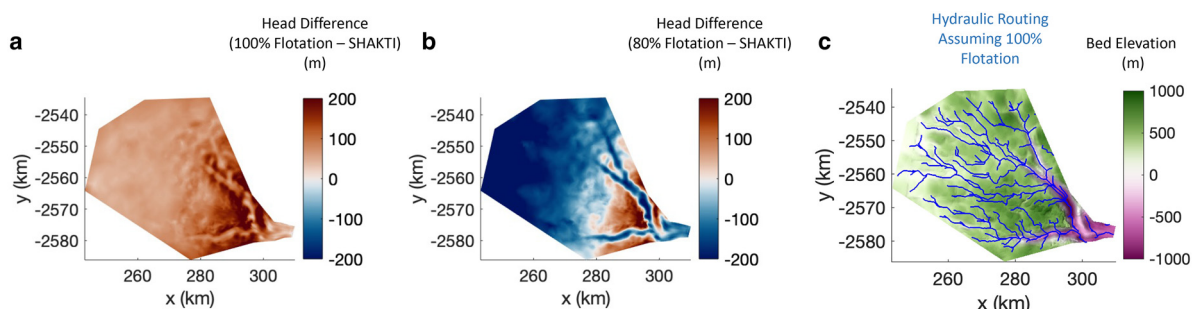 a
Head Difference
(100% Flotation – SHAKTI)
(m)
200
100
0
-100
-200
-2540
-2550
-2560
-2570
-2580
y (km)
260 280 300
x (km)
b
Head Difference
(80% Flotation – SHAKTI)
(m)
200
100
0
-100
-200
-2540
-2550
-2560
-2570
-2580
y (km)
260 280 300
x (km)
c
Hydraulic Routing
Assuming 100%
Flotation
Bed Elevation
(m)
1000
500
0
-500
-1000
-2540
-2550
-2560
-2570
-2580
y (km)
260 280 300
x (km)